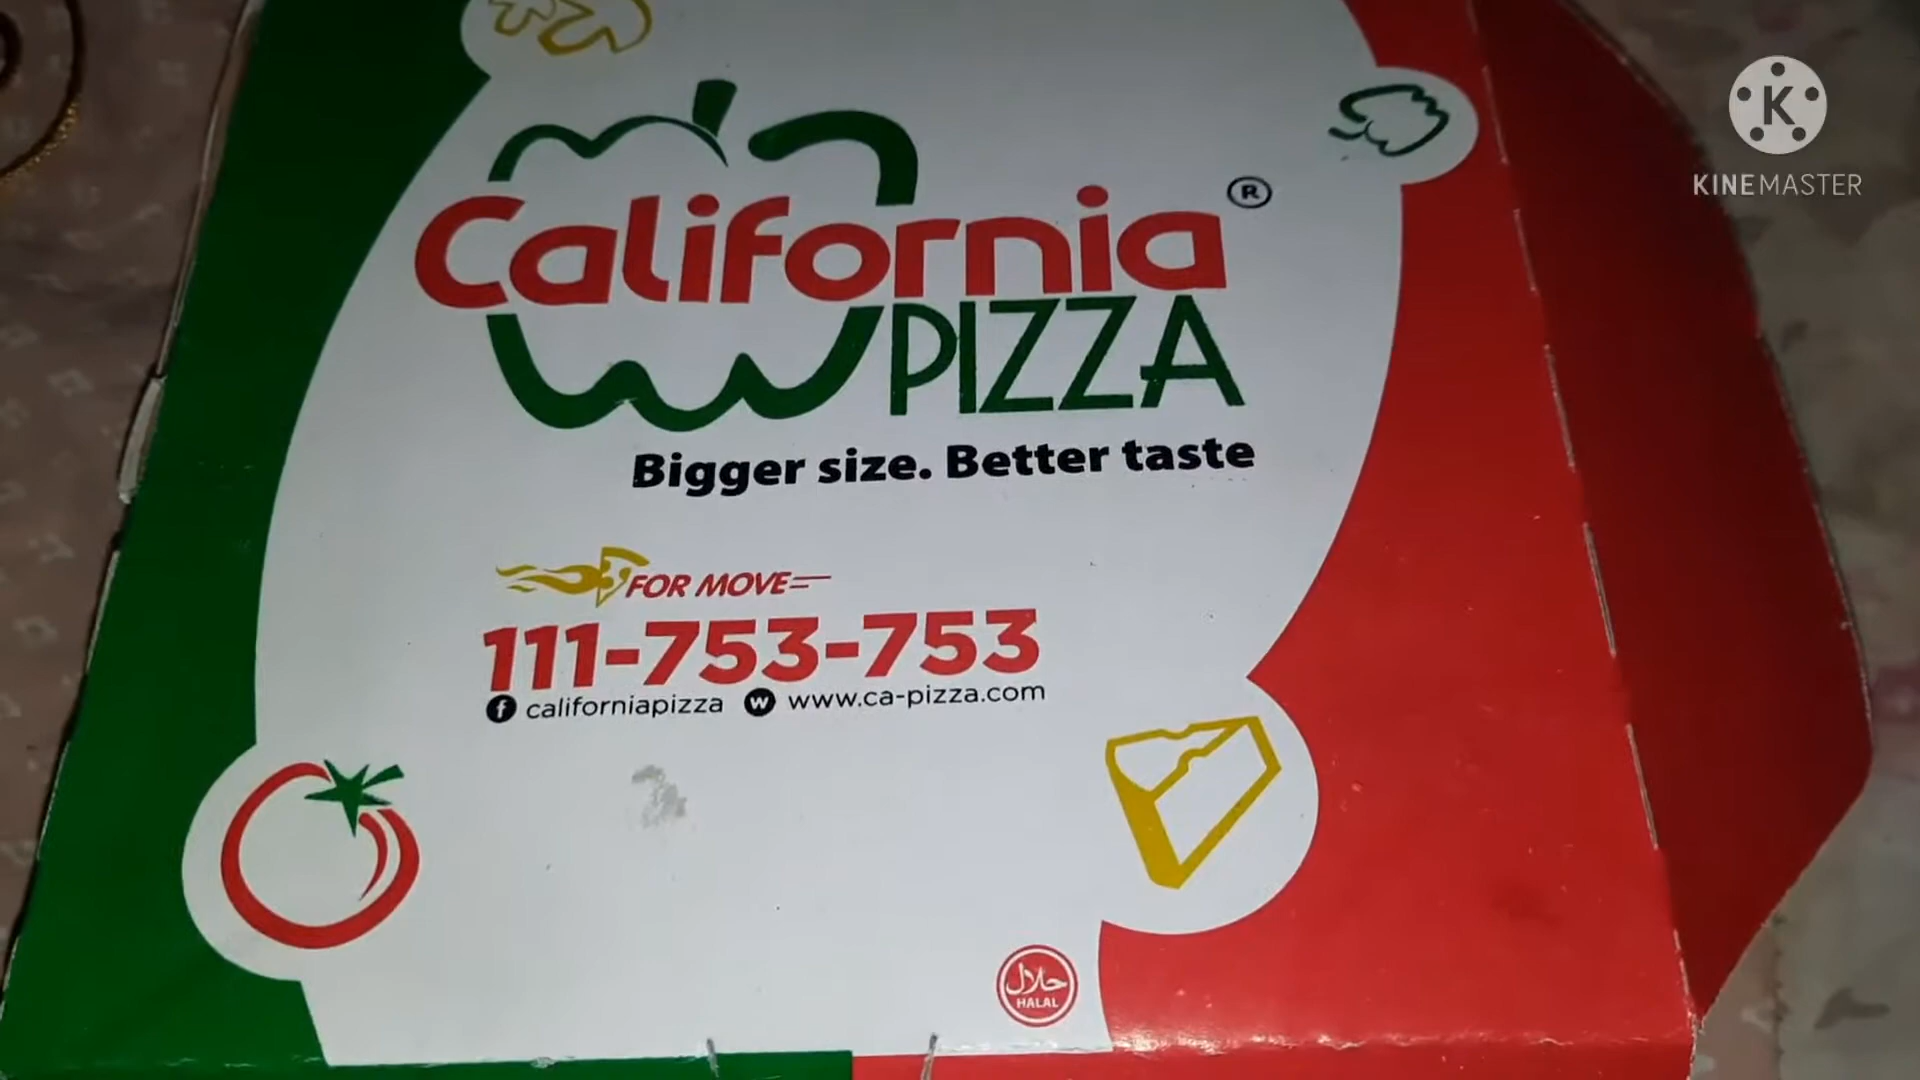 K
KINEMASTER
California ®
PIZZA
Bigger size. Better taste
FOR MOVE
111-753-753
f californiapizza w www.ca-pizza.com
حلال
HALAL